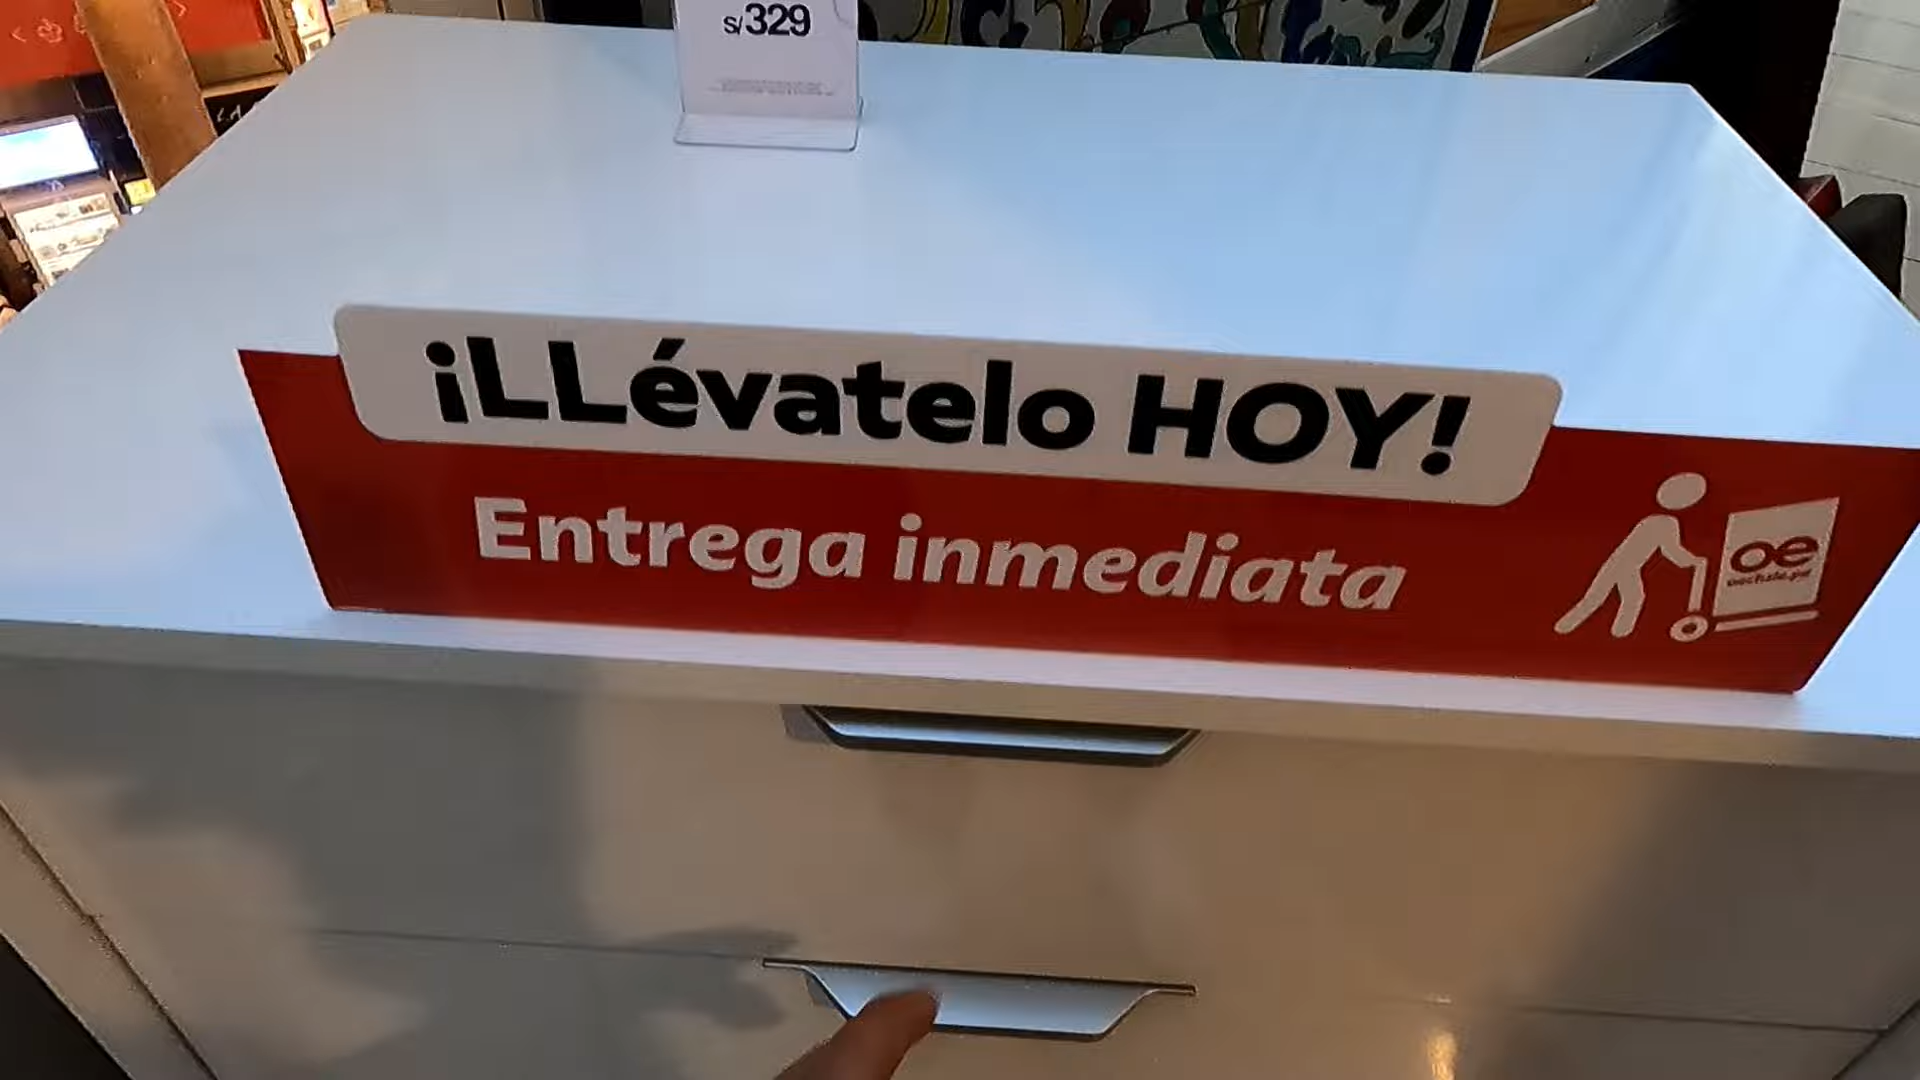 s/329
¡LLévatelo HOY!
Entrega inmediata
oe
oechsle.pe